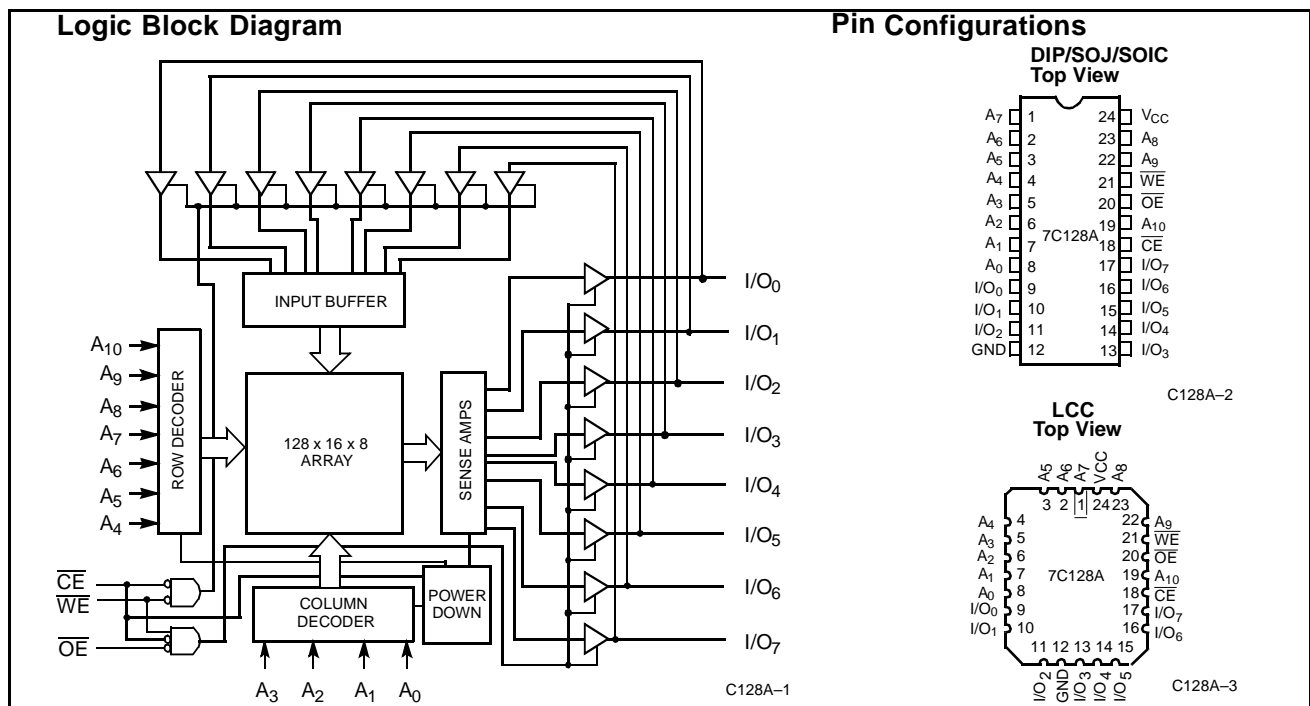 Logic Block Diagram
INPUT BUFFER
A10
A9
A8
A7
A6
A5
A4
ROW DECODER
128 x 16 x 8
ARRAY
SENSE AMPS
I/O0
I/O1
I/O2
I/O3
I/O4
I/O5
I/O6
I/O7
CE
WE
OE
COLUMN
DECODER
POWER
DOWN
A3 A2 A1 A0
C128A–1
Pin Configurations
DIP/SOJ/SOIC
Top View
A7 1 24 VCC
A6 2 23 A8
A5 3 22 A9
A4 4 21 WE
A3 5 20 OE
A2 6 19 A10
7C128A
A1 7 18 CE
A0 8 17 I/O7
I/O0 9 16 I/O6
I/O1 10 15 I/O5
I/O2 11 14 I/O4
GND 12 13 I/O3
C128A–2
LCC
Top View
A5 A6 A7 VCC A8
3 2 1 24 23
A4 4 22 A9
A3 5 21 WE
A2 6 20 OE
A1 7 7C128A 19 A10
A0 8 18 CE
I/O0 9 17 I/O7
I/O1 10 16 I/O6
11 12 13 14 15
I/O2 GND I/O3 I/O4 I/O5
C128A–3